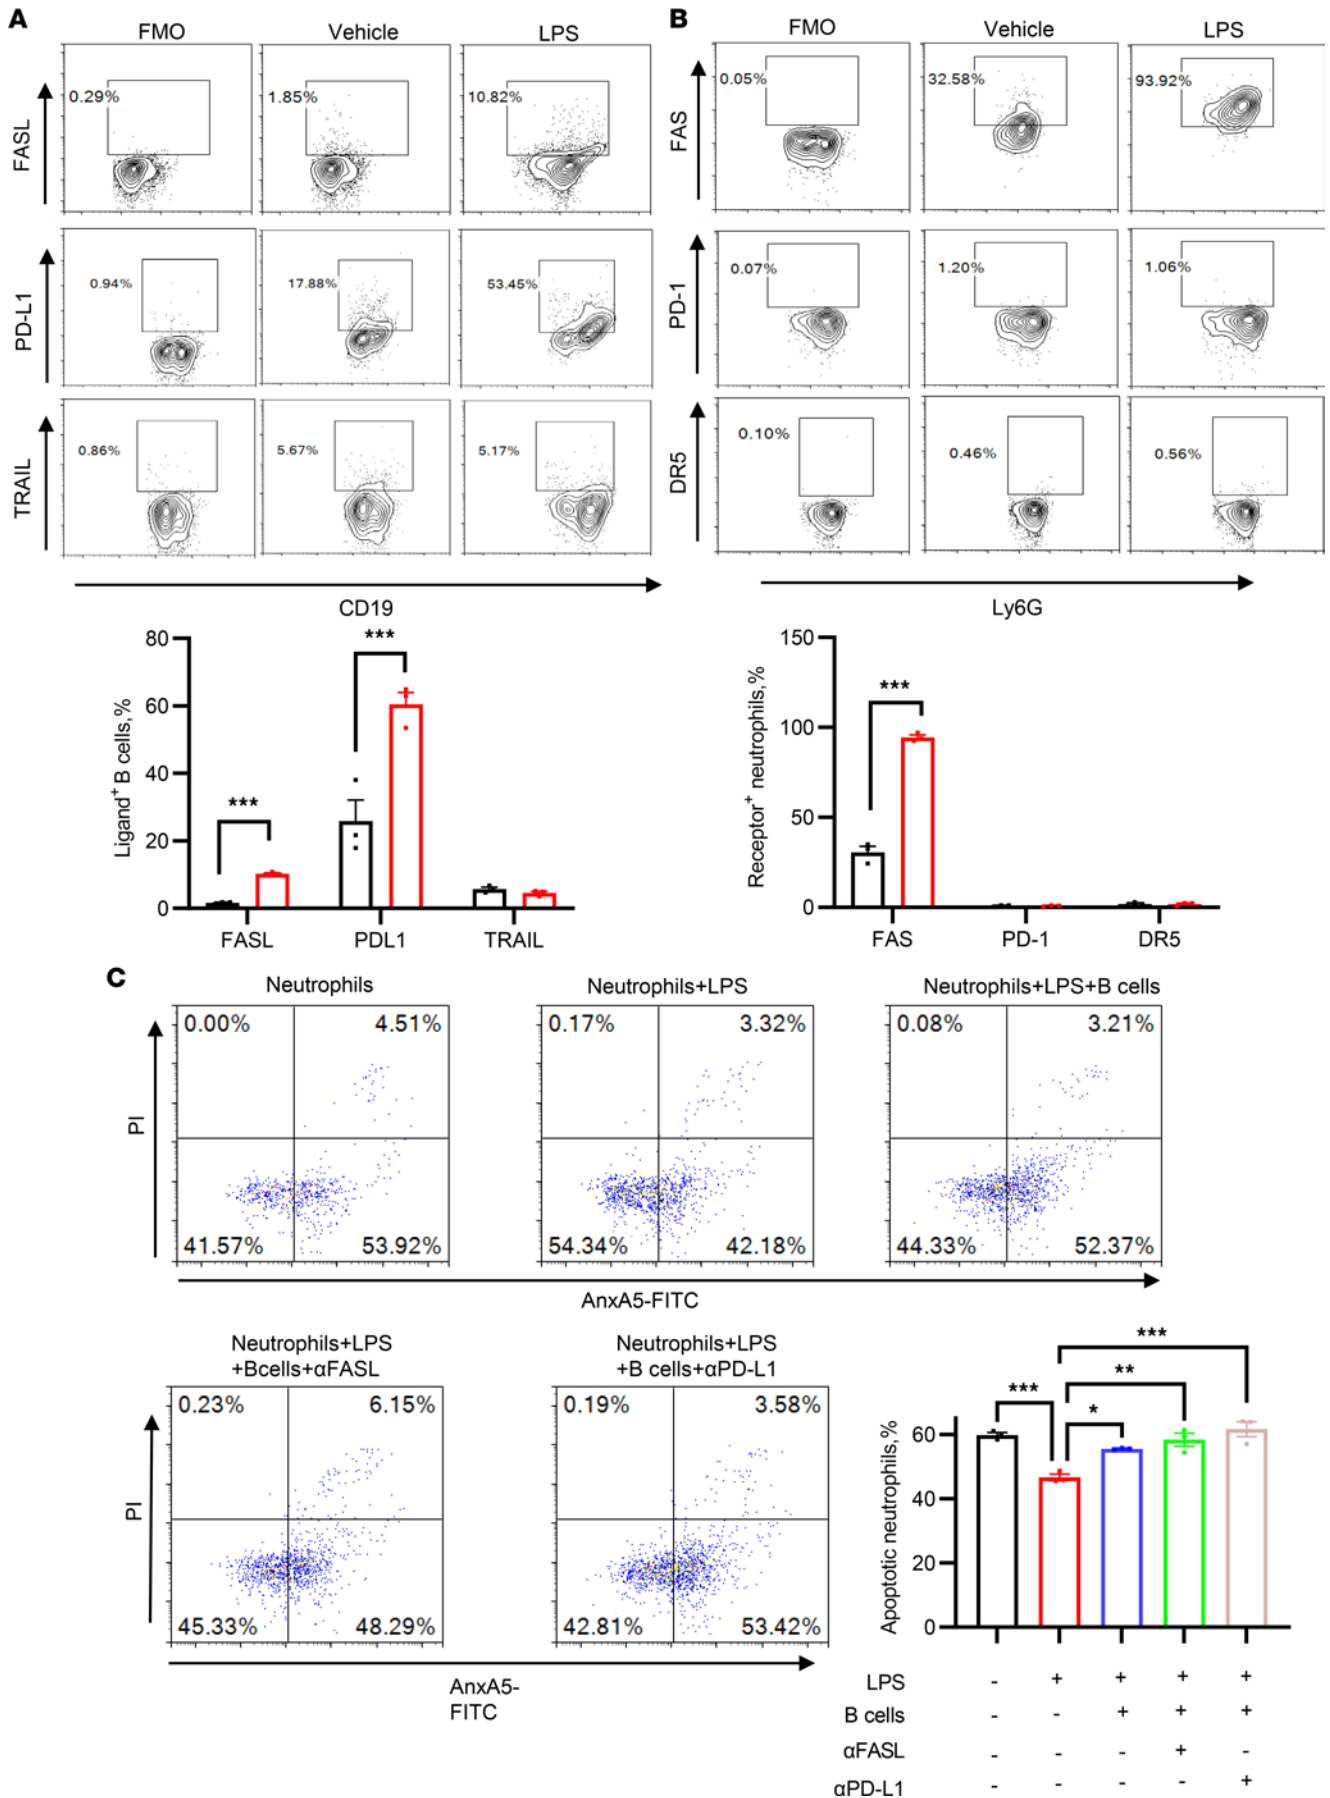 A
B
FMO
Vehicle
LPS
FMO
Vehicle
LPS
FASL
0.29%
1.85%
10.82%
FAS
0.05%
32.58%
93.92%
PD-L1
0.94%
17.88%
53.45%
PD-1
0.07%
1.20%
1.06%
TRAIL
0.86%
5.67%
5.17%
DR5
0.10%
0.46%
0.56%
CD19
Ly6G
Ligand+ B cells,%
80
60
40
20
0
***
***
FASL
PDL1
TRAIL
Receptor+ neutrophils,%
150
100
50
0
***
FAS
PD-1
DR5
C
Neutrophils
Neutrophils+LPS
Neutrophils+LPS+B cells
PI
0.00%
4.51%
41.57%
53.92%
0.17%
3.32%
54.34%
42.18%
0.08%
3.21%
44.33%
52.37%
AnxA5-FITC
Neutrophils+LPS
+Bcells+αFASL
Neutrophils+LPS
+B cells+αPD-L1
PI
0.23%
6.15%
45.33%
48.29%
0.19%
3.58%
42.81%
53.42%
AnxA5-
FITC
Apoptotic neutrophils,%
60
40
20
0
***
*
**
***
LPS - + + + +
B cells - - + + +
αFASL - - - + -
αPD-L1 - - - - +